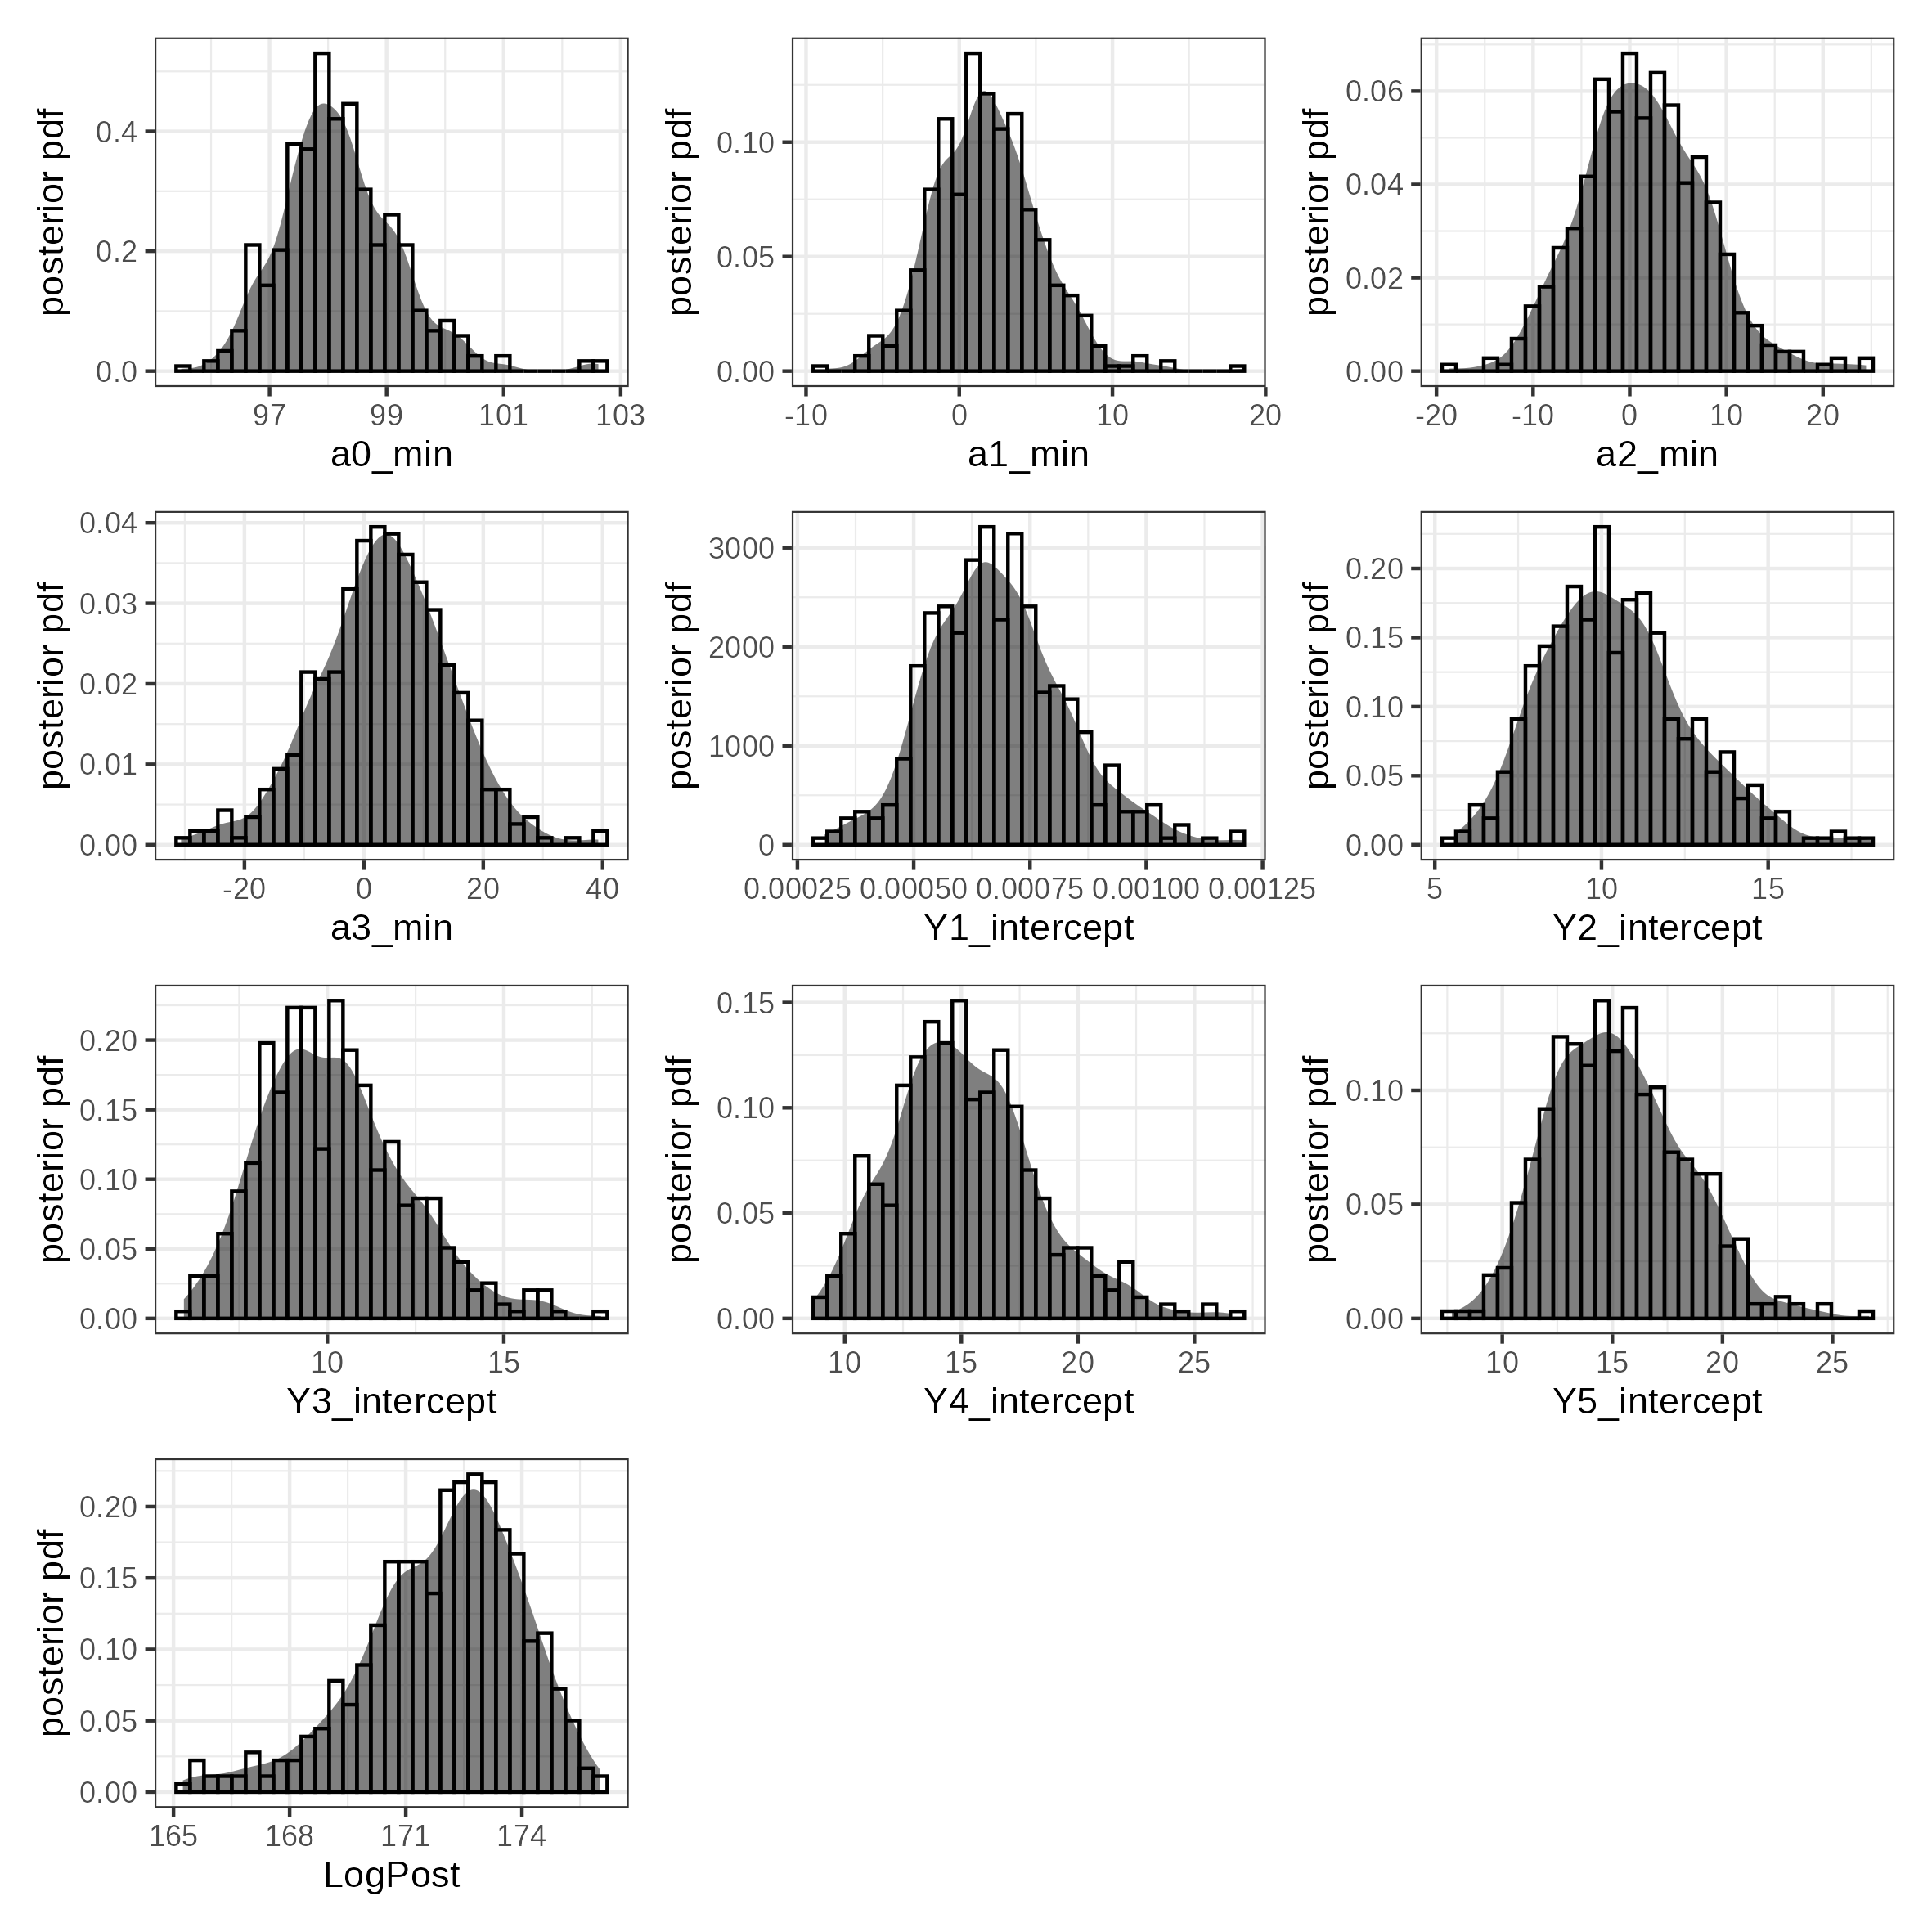 posterior pdf
0.4
0.2
0.0
97 99 101 103
a0_min
posterior pdf
0.10
0.05
0.00
-10 0 10 20
a1_min
posterior pdf
0.06
0.04
0.02
0.00
-20 -10 0 10 20
a2_min
posterior pdf
0.04
0.03
0.02
0.01
0.00
-20 0 20 40
a3_min
posterior pdf
3000
2000
1000
0
0.00025 0.00050 0.00075 0.00100 0.00125
Y1_intercept
posterior pdf
0.20
0.15
0.10
0.05
0.00
5 10 15
Y2_intercept
posterior pdf
0.20
0.15
0.10
0.05
0.00
10 15
Y3_intercept
posterior pdf
0.15
0.10
0.05
0.00
10 15 20 25
Y4_intercept
posterior pdf
0.10
0.05
0.00
10 15 20 25
Y5_intercept
posterior pdf
0.20
0.15
0.10
0.05
0.00
165 168 171 174
LogPost